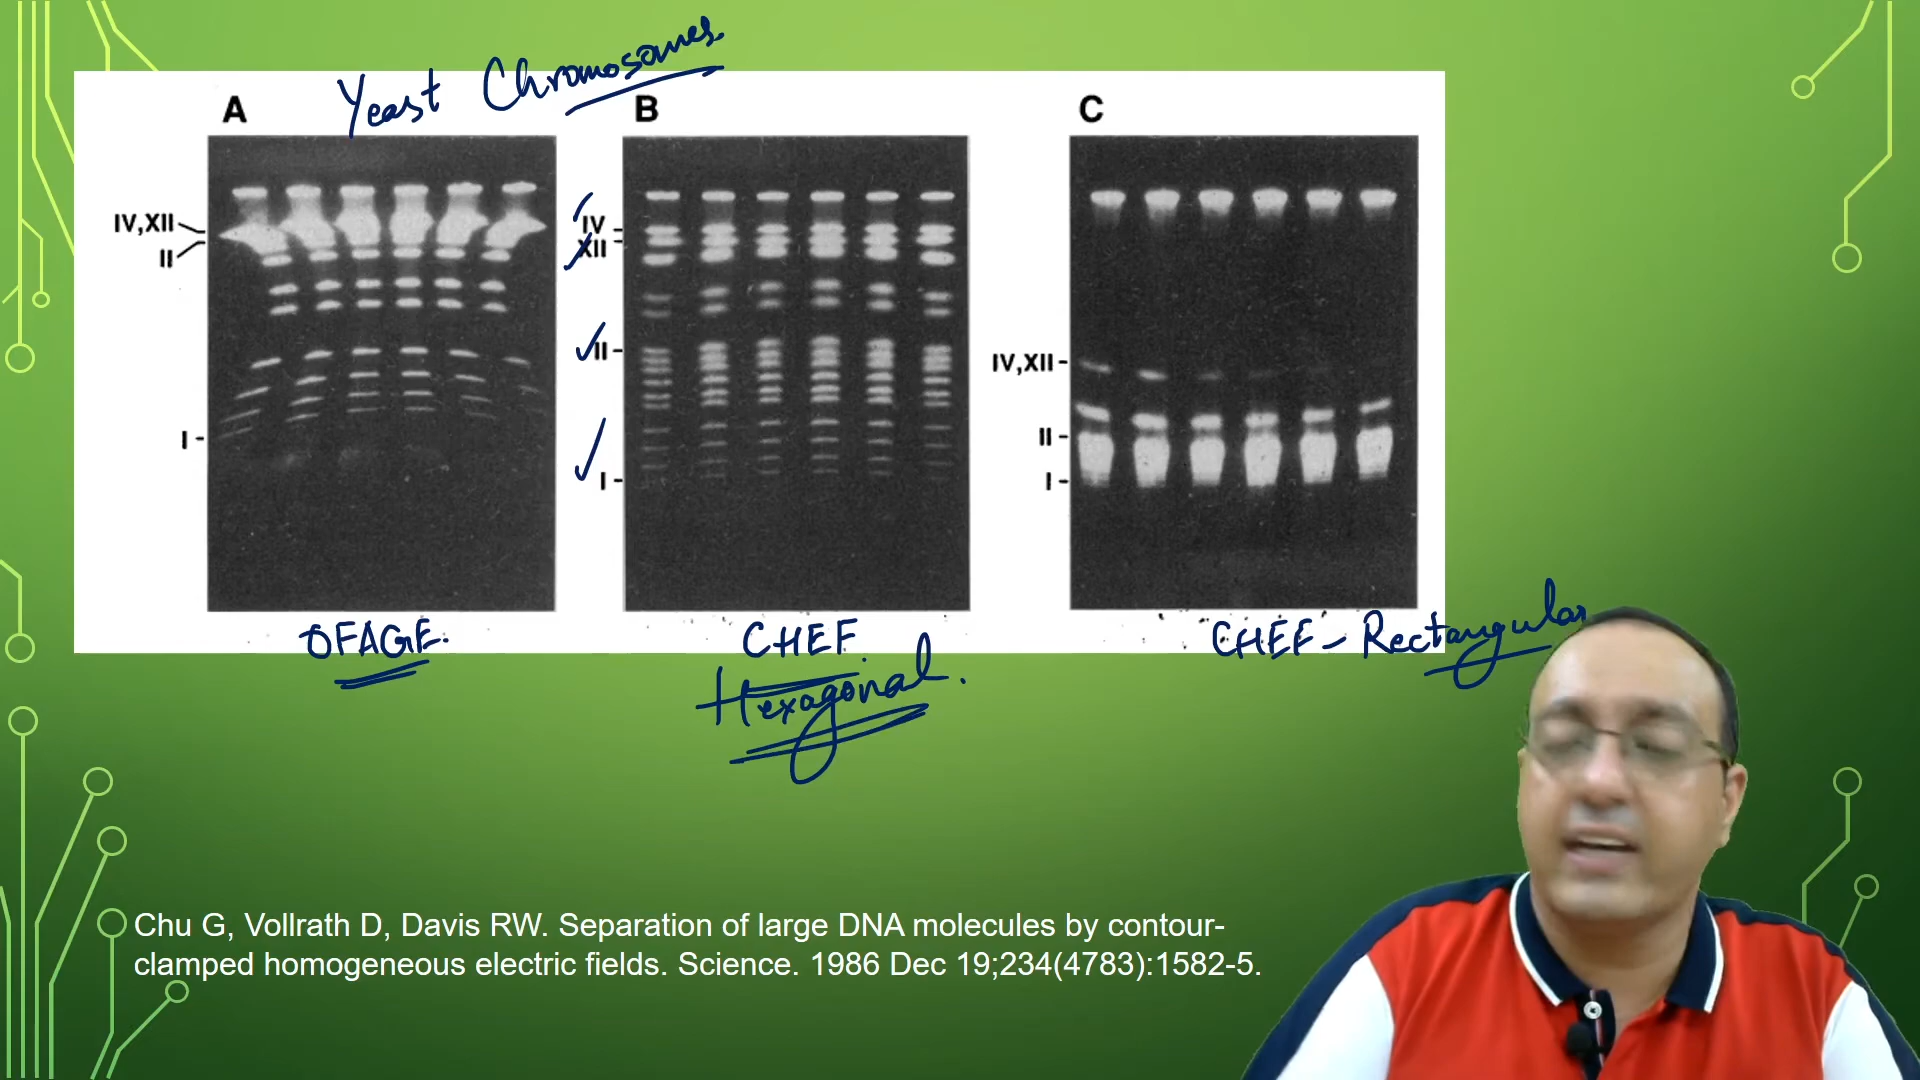 Yeast Chromosomes
A
B
C
IV,XII
II
I
IV
XII
II
I
IV,XII
II
I
OFAGE.
CHEF
Hexagonal.
CHEF - Rectangular
Chu G, Vollrath D, Davis RW. Separation of large DNA molecules by contour-
clamped homogeneous electric fields. Science. 1986 Dec 19;234(4783):1582-5.